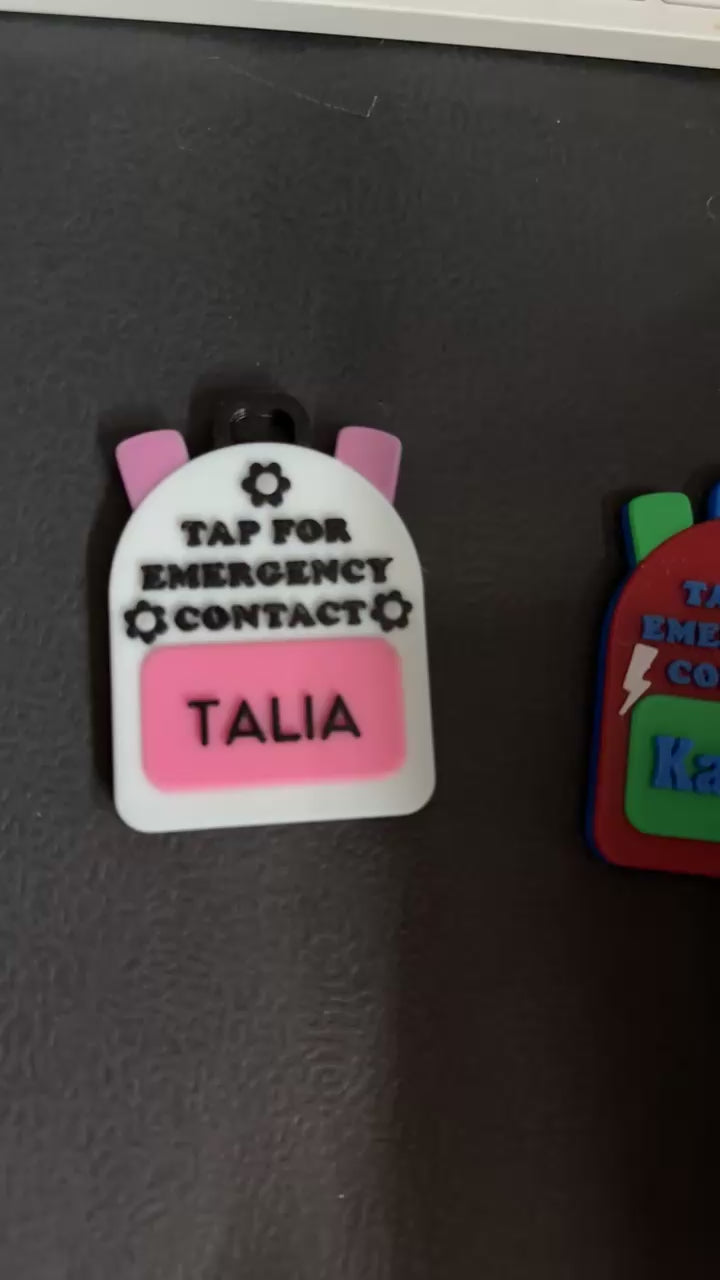 TAP FOR
EMERGENCY
CONTACT
TALIA